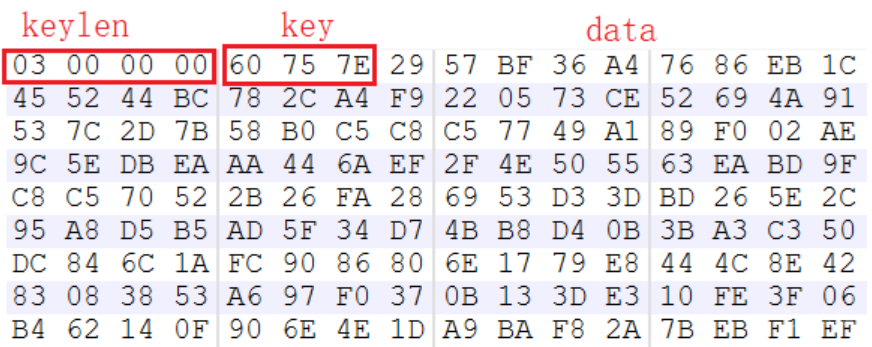 keylen key data
03 00 00 00 60 75 7E 29 57 BF 36 A4 76 86 EB 1C
45 52 44 BC 78 2C A4 F9 22 05 73 CE 52 69 4A 91
53 7C 2D 7B 58 B0 C5 C8 C5 77 49 A1 89 F0 02 AE
9C 5E DB EA AA 44 6A EF 2F 4E 50 55 63 EA BD 9F
C8 C5 70 52 2B 26 FA 28 69 53 D3 3D BD 26 5E 2C
95 A8 D5 B5 AD 5F 34 D7 4B B8 D4 0B 3B A3 C3 50
DC 84 6C 1A FC 90 86 80 6E 17 79 E8 44 4C 8E 42
83 08 38 53 A6 97 F0 37 0B 13 3D E3 10 FE 3F 06
B4 62 14 0F 90 6E 4E 1D A9 BA F8 2A 7B EB F1 EF